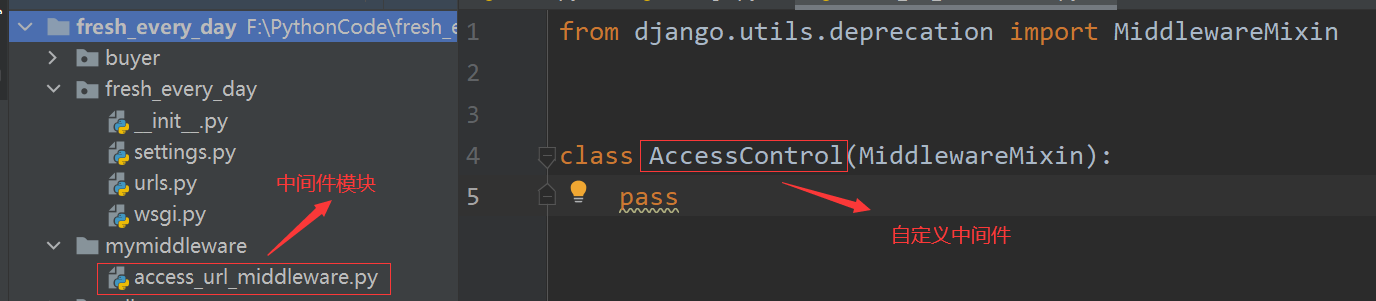 fresh_every_day F:\PythonCode\fresh_e
buyer
fresh_every_day
__init__.py
settings.py
urls.py
中间件模块
wsgi.py
mymiddleware
access_url_middleware.py
1 from django.utils.deprecation import MiddlewareMixin
2
3
4 class AccessControl(MiddlewareMixin):
5 pass
自定义中间件